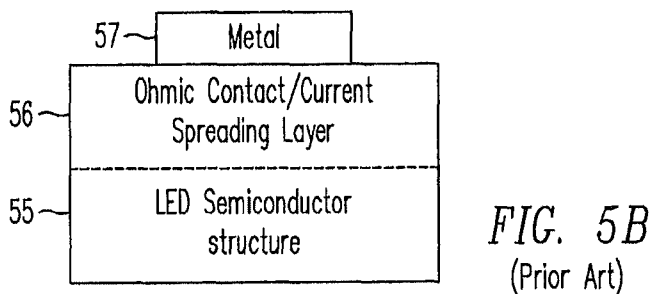 57
Metal
56
Ohmic Contact/Current
Spreading Layer
55
LED Semiconductor
structure
FIG. 5B
(Prior Art)